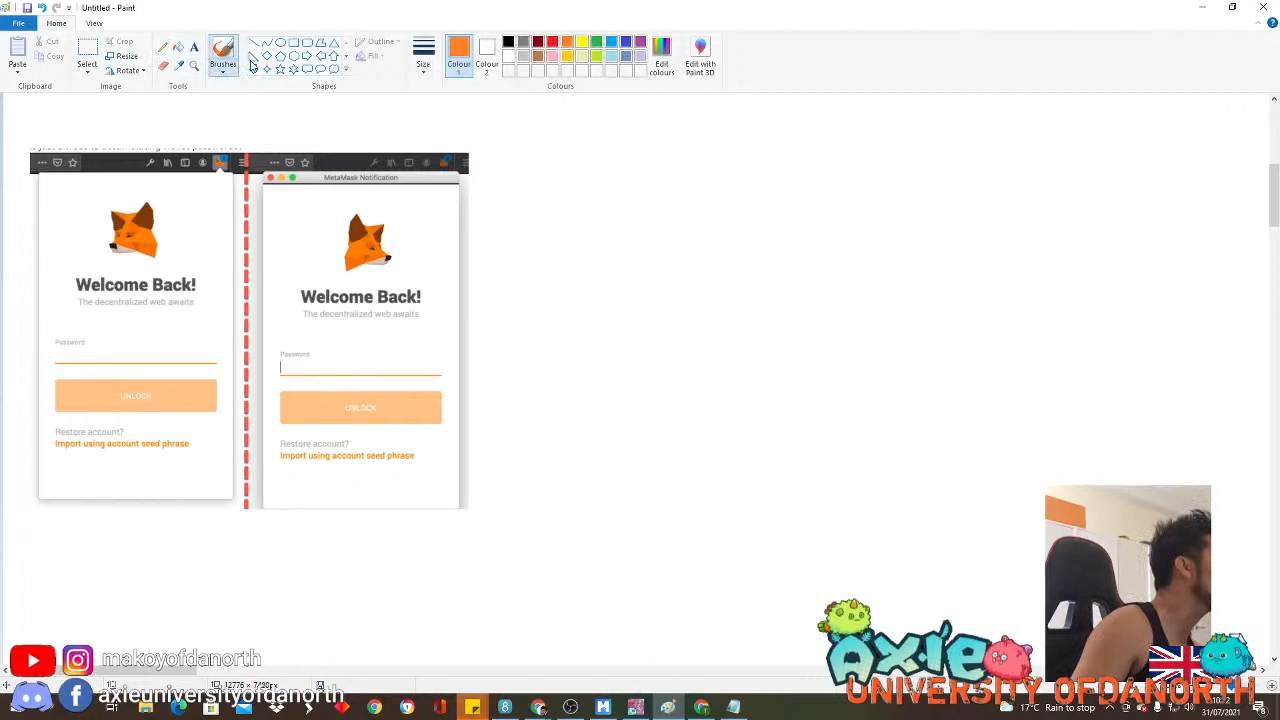 Untitled - Paint
File Home View
Paste Cut Copy
Clipboard
Select Crop Resize Rotate
Image
Tools
Brushes
Outline
Fill
Shapes
Size
Colour 1
Colour 2
Edit colours
Edit with Paint 3D
Colours
MetaMask Notification
Welcome Back!
The decentralized web awaits
Password
UNLOCK
Restore account?
Import using account seed phrase
Welcome Back!
The decentralized web awaits
Password
UNLOCK
Restore account?
Import using account seed phrase
makoyofdanorth
axieuniversityofdanorth
Axie
UNIVERSITY OFDANORTH
17°C
10:22
31/07/2021